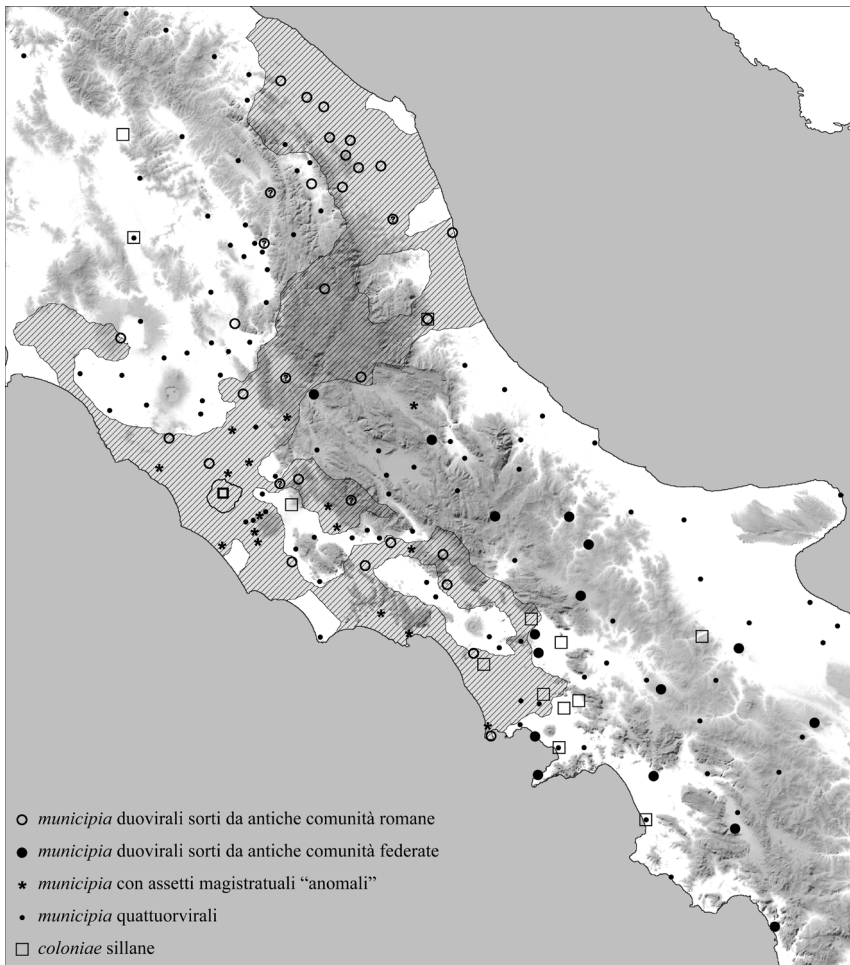 ?
?
?
?
?
?
municipia duovirali sorti da antiche comunità romane
municipia duovirali sorti da antiche comunità federate
municipia con assetti magistratuali “anomali”
municipia quattuorvirali
coloniae sillane